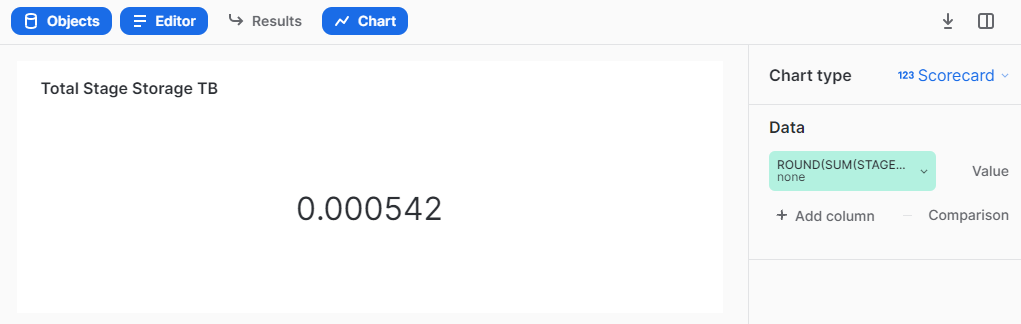 Objects Editor Results Chart
Total Stage Storage TB
0.000542
Chart type 123 Scorecard
Data
ROUND(SUM(STAGE...
none
Value
+ Add column — Comparison